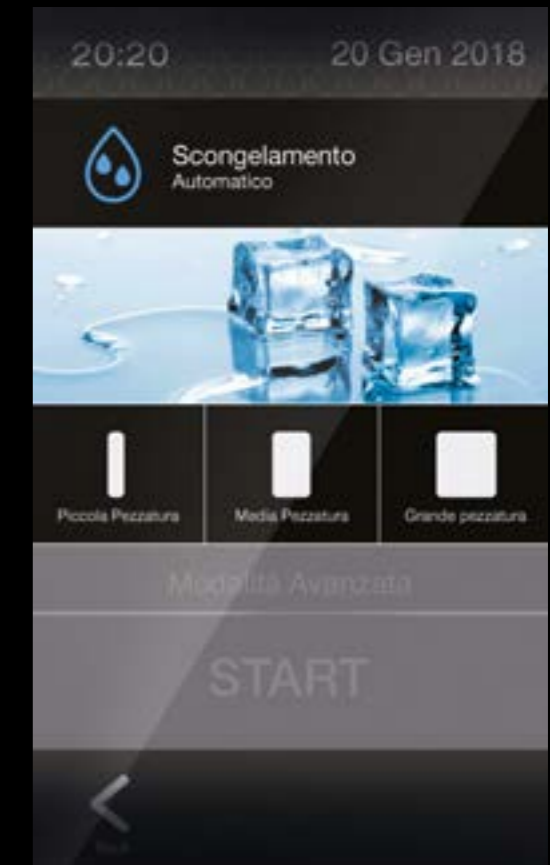 20:20 20 Gen 2018
Scongelamento
Automatico
Piccola Pezzatura Media Pezzatura Grande pezzatura
Modalità Avanzata
START